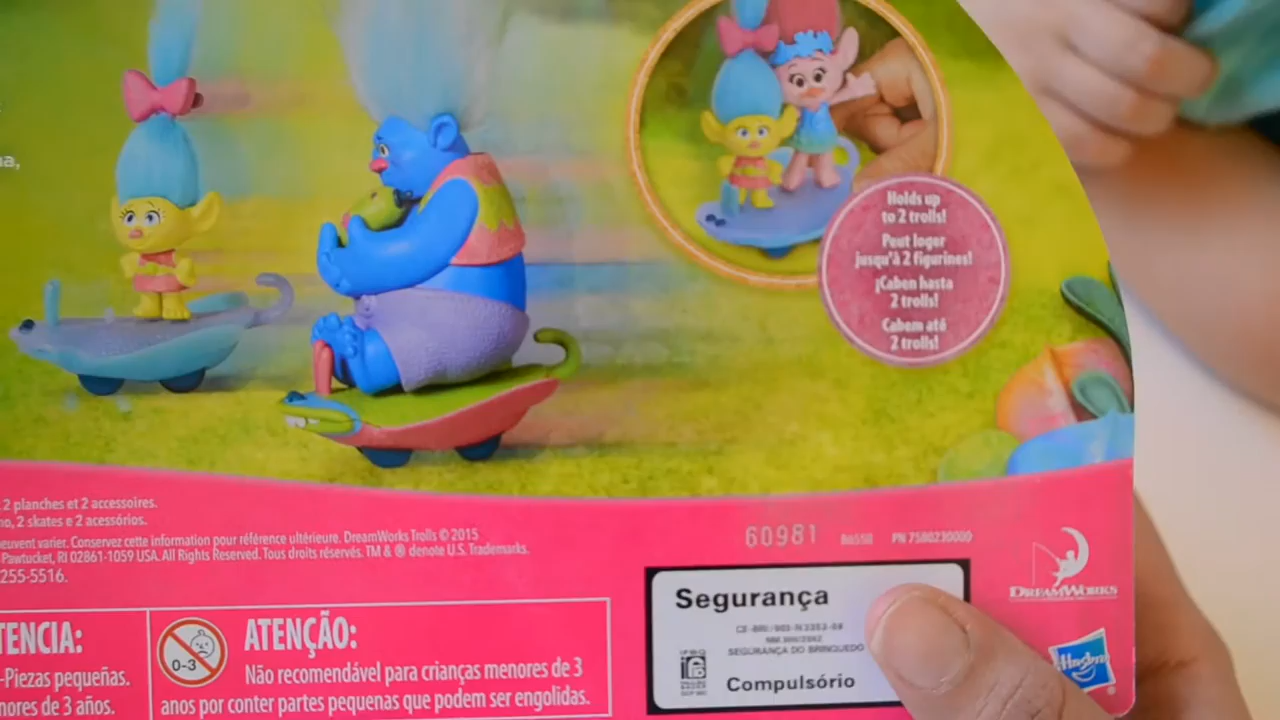 na,
Holds up
to 2 trolls!
Peut loger
jusqu'à 2 figurines!
¡Caben hasta
2 trolls!
Cabem até
2 trolls!
2 planches et 2 accessoires.
no, 2 skates e 2 acessórios.
euvent varier. Conservez cette information pour référence ultérieure. DreamWorks Trolls © 2015
Pawtucket, RI 02861-1059 USA. All Rights Reserved. Tous droits réservés. TM & ® denote U.S. Trademarks.
255-5516.
60981 B6558 PN 7580230000
DREAMWORKS
Hasbro
®
TENCIA:
-Piezas pequeñas.
nores de 3 años.
0-3
ATENÇÃO:
Não recomendável para crianças menores de 3
anos por conter partes pequenas que podem ser engolidas.
Segurança
SEGURANÇA DO BRINQUEDO
Compulsório